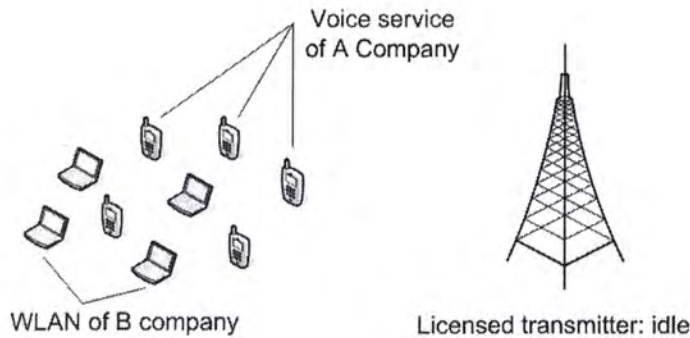 Voice service
of A Company
WLAN of B company
Licensed transmitter: idle